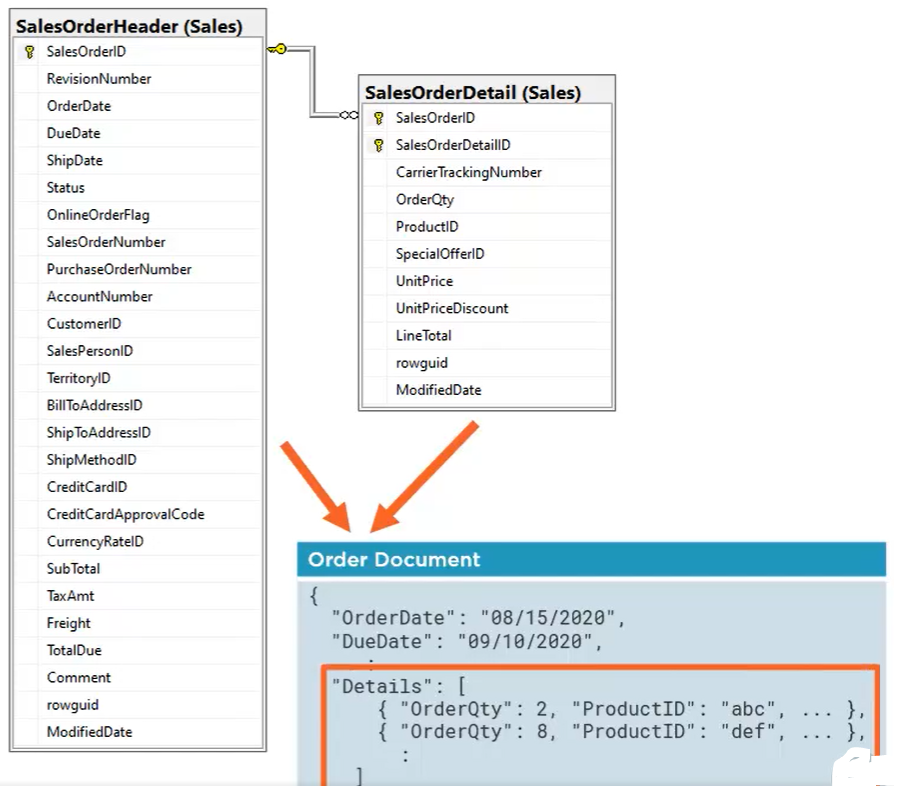 SalesOrderHeader (Sales)
SalesOrderID
RevisionNumber
OrderDate
DueDate
ShipDate
Status
OnlineOrderFlag
SalesOrderNumber
PurchaseOrderNumber
AccountNumber
CustomerID
SalesPersonID
TerritoryID
BillToAddressID
ShipToAddressID
ShipMethodID
CreditCardID
CreditCardApprovalCode
CurrencyRateID
SubTotal
TaxAmt
Freight
TotalDue
Comment
rowguid
ModifiedDate
SalesOrderDetail (Sales)
SalesOrderID
SalesOrderDetailID
CarrierTrackingNumber
OrderQty
ProductID
SpecialOfferID
UnitPrice
UnitPriceDiscount
LineTotal
rowguid
ModifiedDate
Order Document
{
"OrderDate": "08/15/2020",
"DueDate": "09/10/2020",
:
"Details": [
{ "OrderQty": 2, "ProductID": "abc", ... },
{ "OrderQty": 8, "ProductID": "def", ... },
:
]